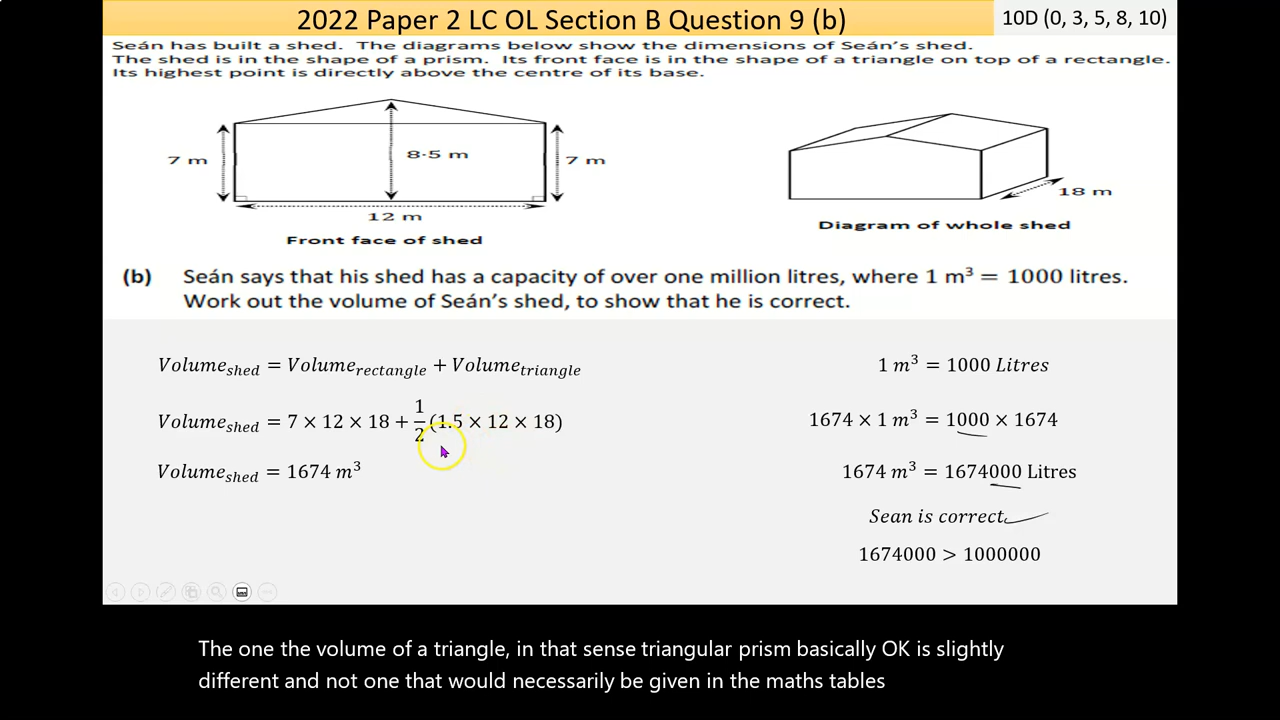 2022 Paper 2 LC OL Section B Question 9 (b)
10D (0, 3, 5, 8, 10)
Seán has built a shed. The diagrams below show the dimensions of Seán's shed.
The shed is in the shape of a prism. Its front face is in the shape of a triangle on top of a rectangle.
Its highest point is directly above the centre of its base.
7 m
8·5 m
7 m
12 m
Front face of shed
18 m
Diagram of whole shed
(b) Seán says that his shed has a capacity of over one million litres, where 1 m³ = 1000 litres.
Work out the volume of Seán's shed, to show that he is correct.
Volume_shed = Volume_rectangle + Volume_triangle
Volume_shed = 7 × 12 × 18 + 1/2 (1.5 × 12 × 18)
Volume_shed = 1674 m³
1 m³ = 1000 Litres
1674 × 1 m³ = 1000 × 1674
1674 m³ = 1674000 Litres
Sean is correct
1674000 > 1000000
The one the volume of a triangle, in that sense triangular prism basically OK is slightly
different and not one that would necessarily be given in the maths tables